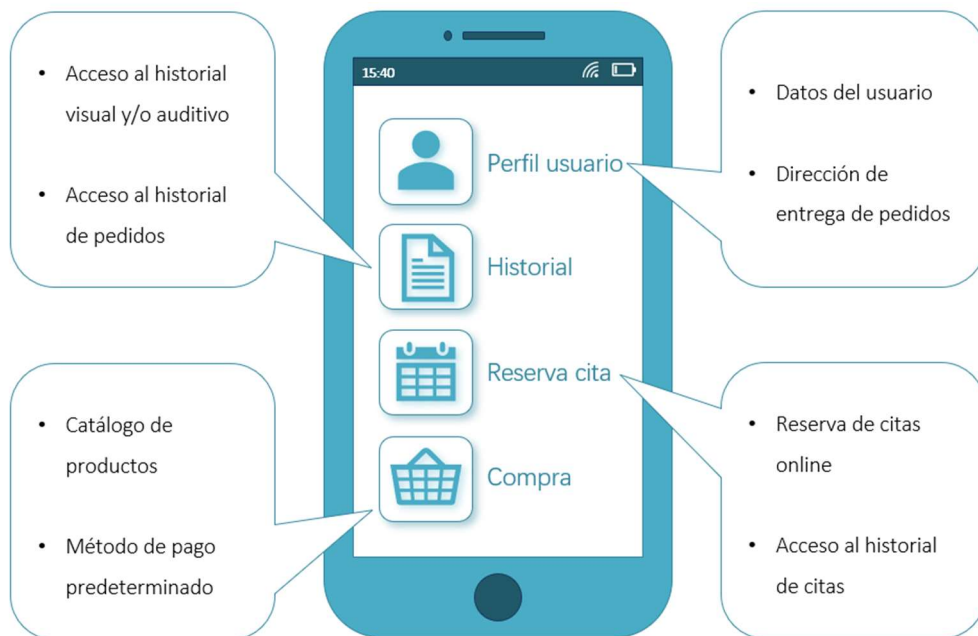 • Acceso al historial
visual y/o auditivo
• Acceso al historial
de pedidos
15:40
Perfil usuario
Historial
Reserva cita
Compra
• Datos del usuario
• Dirección de
entrega de pedidos
• Catálogo de
productos
• Método de pago
predeterminado
• Reserva de citas
online
• Acceso al historial
de citas